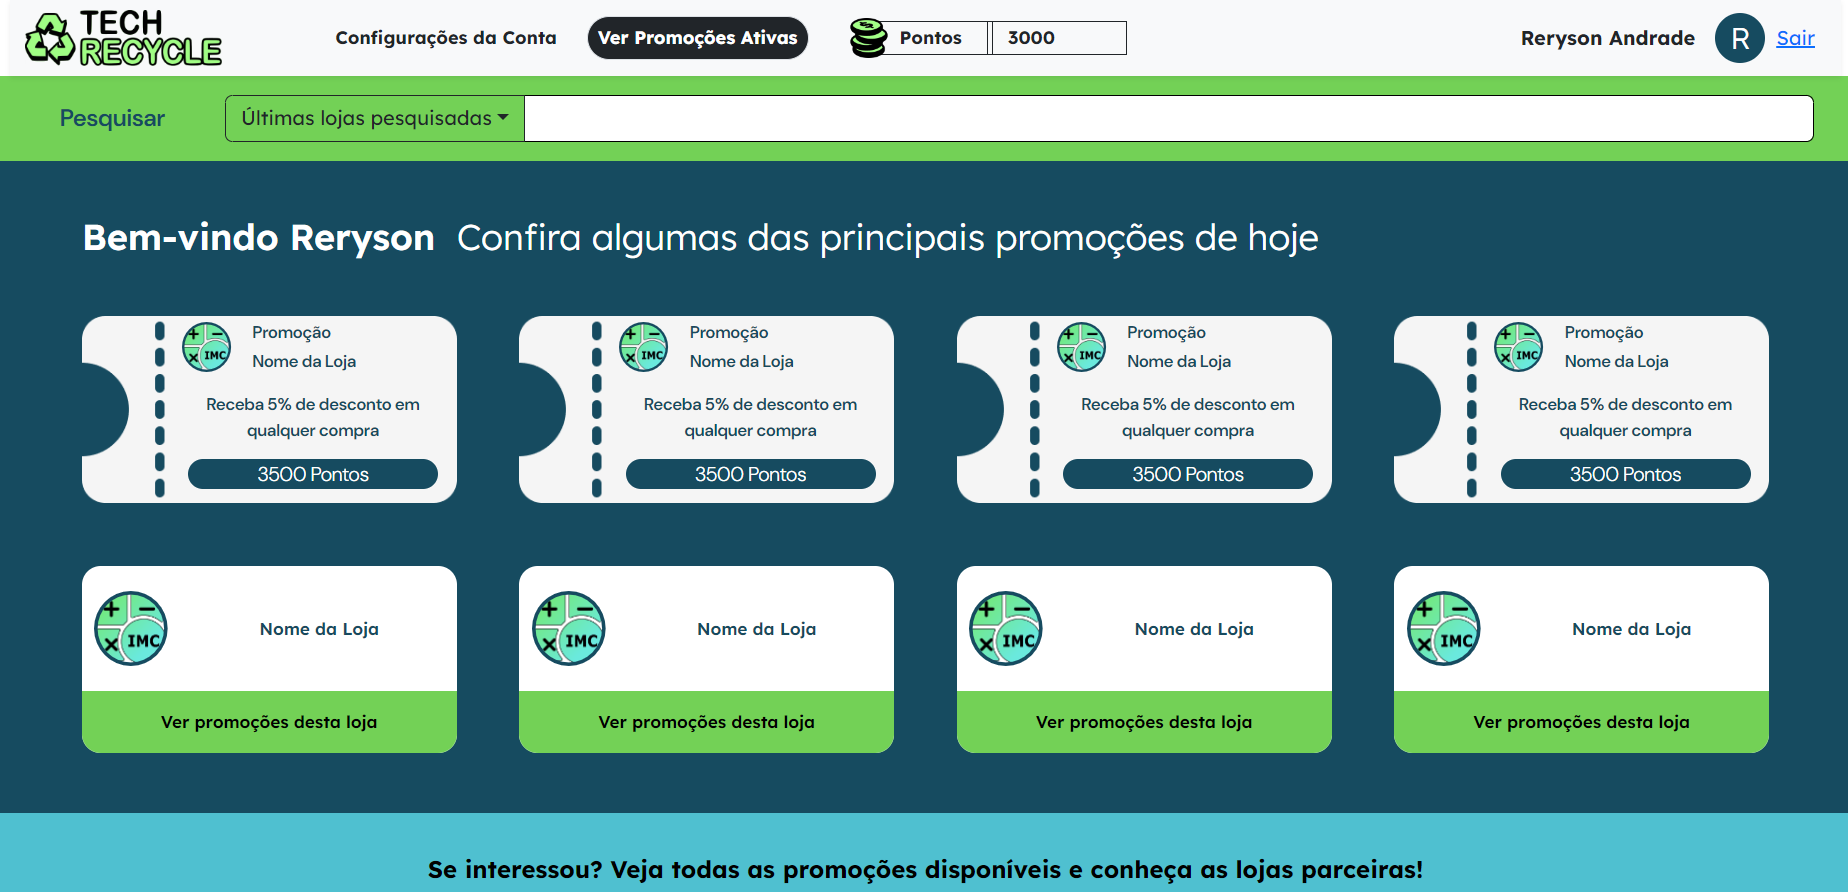 TECH
RECYCLE
Configurações da Conta
Ver Promoções Ativas
Pontos
3000
Reryson Andrade
R
Sair
Pesquisar
Últimas lojas pesquisadas
Bem-vindo Reryson Confira algumas das principais promoções de hoje
IMC
Promoção
Nome da Loja
Receba 5% de desconto em
qualquer compra
3500 Pontos
IMC
Promoção
Nome da Loja
Receba 5% de desconto em
qualquer compra
3500 Pontos
IMC
Promoção
Nome da Loja
Receba 5% de desconto em
qualquer compra
3500 Pontos
IMC
Promoção
Nome da Loja
Receba 5% de desconto em
qualquer compra
3500 Pontos
IMC
Nome da Loja
Ver promoções desta loja
IMC
Nome da Loja
Ver promoções desta loja
IMC
Nome da Loja
Ver promoções desta loja
IMC
Nome da Loja
Ver promoções desta loja
Se interessou? Veja todas as promoções disponíveis e conheça as lojas parceiras!